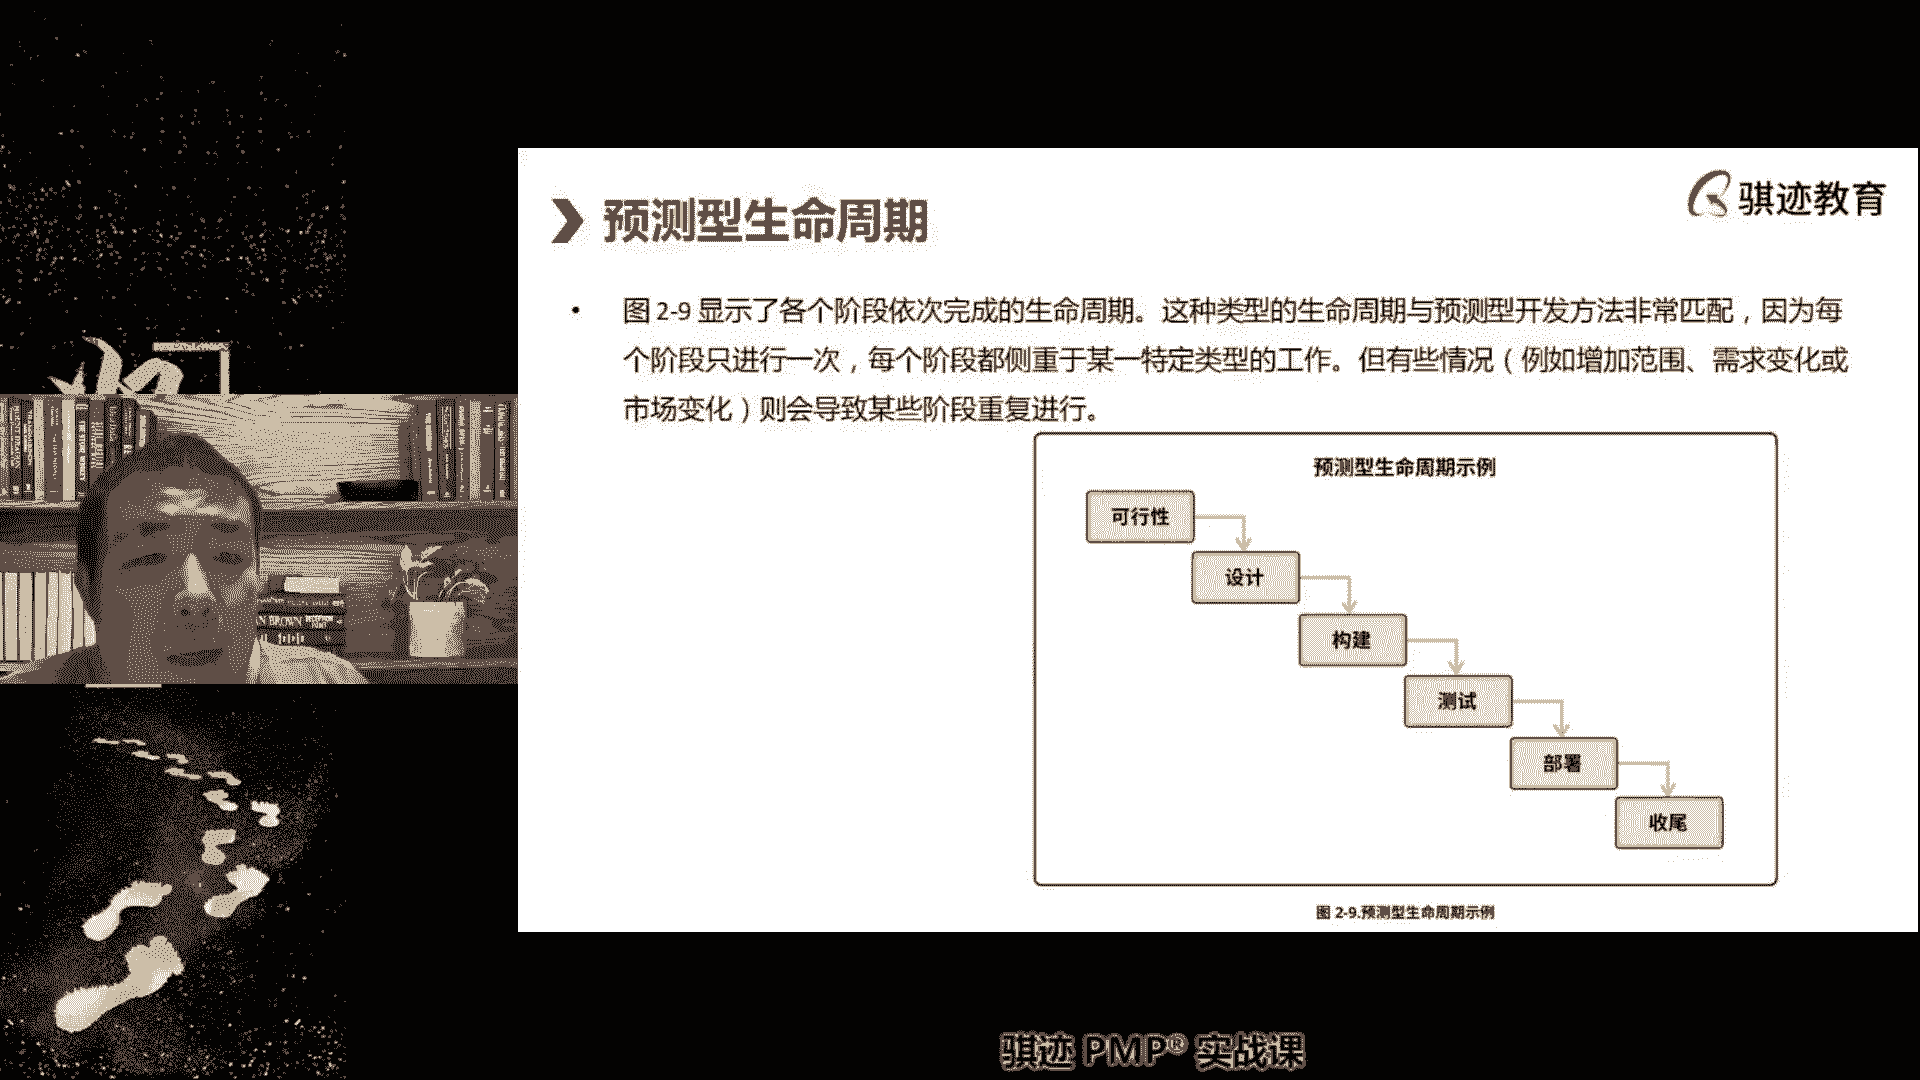 骐迹教育
预测型生命周期
• 图 2-9 显示了各个阶段依次完成的生命周期。这种类型的生命周期与预测型开发方法非常匹配，因为每
个阶段只进行一次，每个阶段都侧重于某一特定类型的工作。但有些情况（例如增加范围、需求变化或
市场变化）则会导致某些阶段重复进行。
预测型生命周期示例
可行性
设计
构建
测试
部署
收尾
图 2-9.预测型生命周期示例
AN BROWN
DECEPTION
POINT
骐迹 PMP® 实战课